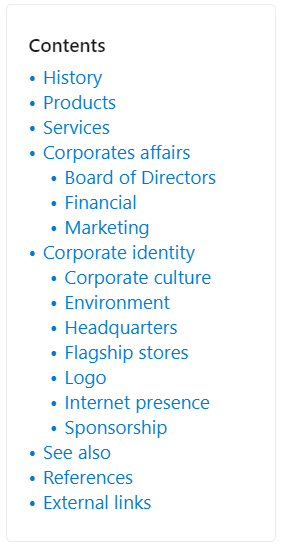 Contents
• History
• Products
• Services
• Corporates affairs
• Board of Directors
• Financial
• Marketing
• Corporate identity
• Corporate culture
• Environment
• Headquarters
• Flagship stores
• Logo
• Internet presence
• Sponsorship
• See also
• References
• External links